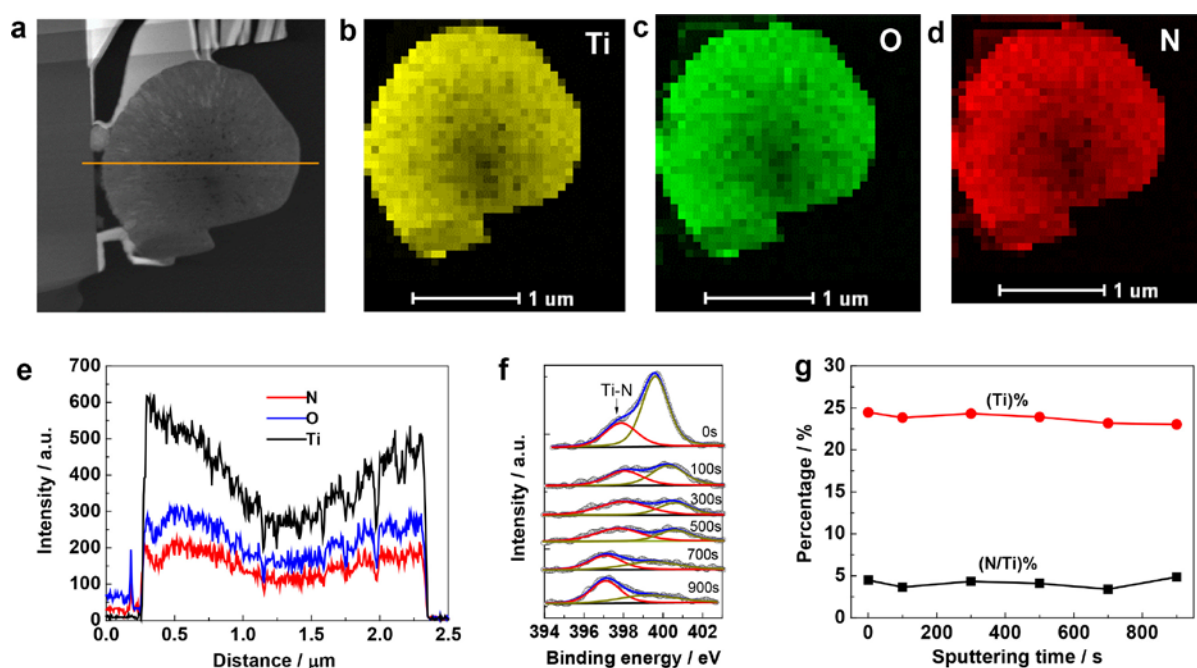 a
b
Ti
c
O
d
N
1 um
1 um
1 um
e
700
600
500
400
300
200
100
0
0.0 0.5 1.0 1.5 2.0 2.5
Intensity / a.u.
Distance / μm
N
O
Ti
f
Ti-N
0s
100s
300s
500s
700s
900s
394 396 398 400 402
Intensity / a.u.
Binding energy / eV
g
30
25
20
15
10
5
0
0 200 400 600 800
Percentage / %
Sputtering time / s
(Ti)%
(N/Ti)%